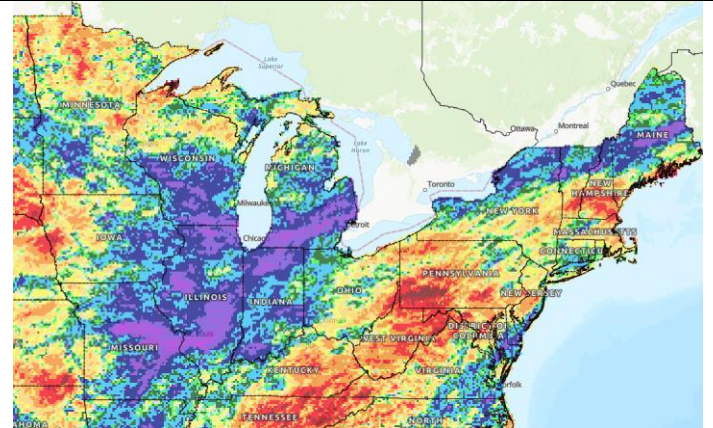 Lake
Superior
Quebec
MINNESOTA
Ottawa
Montreal
MAINE
Lake
Huron
WISCONSIN
MICHIGAN
Toronto
NEW
HAMPSHIRE
Milwaukee
NEW YORK
Detroit
MASSACHUSETTS
IOWA
Chicago
CONNECTICUT
PENNSYLVANIA
OHIO
ILLINOIS
INDIANA
NEW JERSEY
DISTRICT OF
COLUMBIA
WEST VIRGINIA
MISSOURI
KENTUCKY
VIRGINIA
TENNESSEE
NORTH